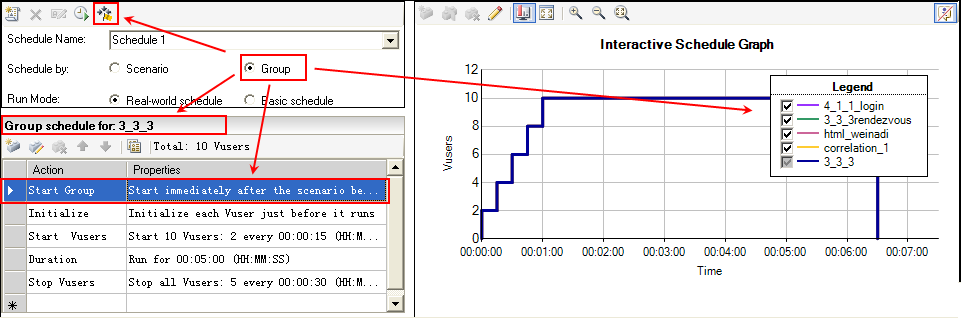 Schedule Name: Schedule 1
Schedule by: Scenario Group
Run Mode: Real-world schedule Basic schedule
Group schedule for: 3_3_3
Total: 10 Vusers
Action Properties
Start Group Start immediately after the scenario be...
Initialize Initialize each Vuser just before it runs
Start Vusers Start 10 Vusers: 2 every 00:00:15 (HH:M...
Duration Run for 00:05:00 (HH:MM:SS)
Stop Vusers Stop all Vusers: 5 every 00:00:30 (HH:M...
Interactive Schedule Graph
Vusers
12
10
8
6
4
2
0
00:00:00 00:01:00 00:02:00 00:03:00 00:04:00 00:05:00 00:06:00 00:07:00
Time
Legend
4_1_1_login
3_3_3rendezvous
html_weinadi
correlation_1
3_3_3